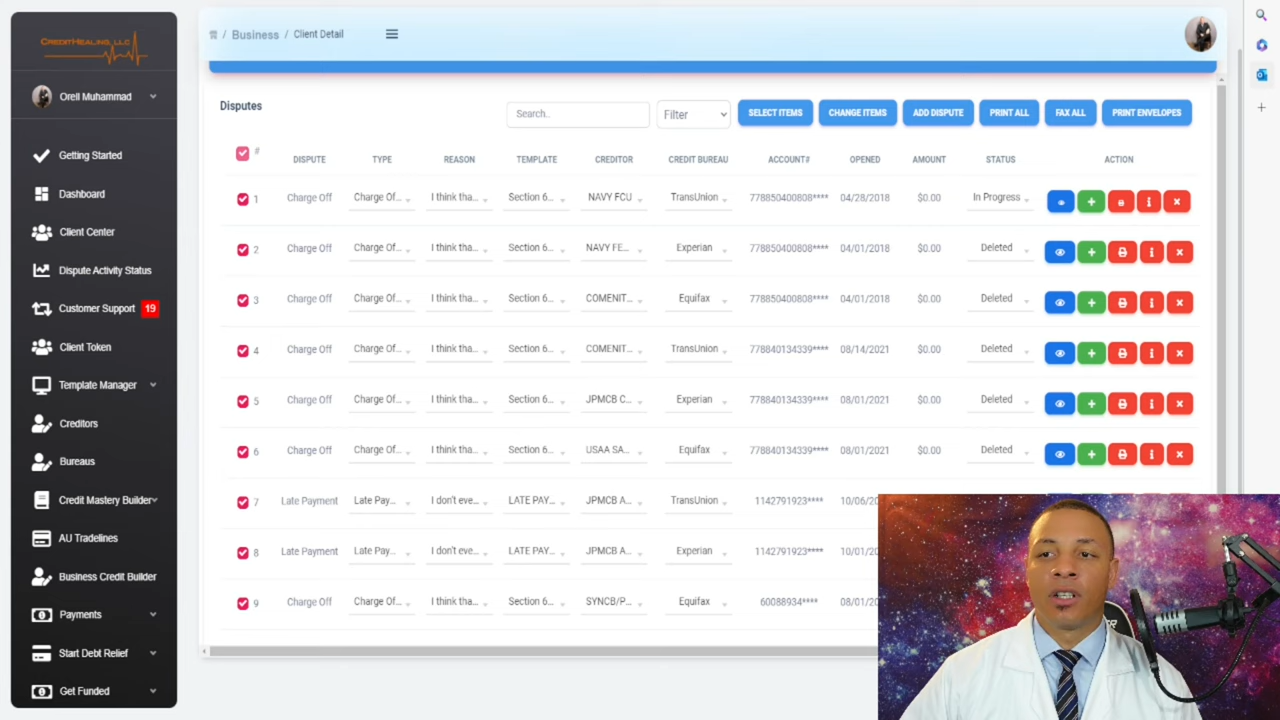 CREDITHEALING, LLC
Orell Muhammad
Getting Started
Dashboard
Client Center
Dispute Activity Status
Customer Support 19
Client Token
Template Manager
Creditors
Bureaus
Credit Mastery Builder
AU Tradelines
Business Credit Builder
Payments
Start Debt Relief
Get Funded
/ Business / Client Detail
Disputes
Search..
Filter
SELECT ITEMS
CHANGE ITEMS
ADD DISPUTE
PRINT ALL
FAX ALL
PRINT ENVELOPES
# DISPUTE TYPE REASON TEMPLATE CREDITOR CREDIT BUREAU ACCOUNT# OPENED AMOUNT STATUS ACTION
1 Charge Off Charge Of... I think tha... Section 6... NAVY FCU TransUnion 778850400808**** 04/28/2018 $0.00 In Progress
2 Charge Off Charge Of... I think tha... Section 6... NAVY FE... Experian 778850400808**** 04/01/2018 $0.00 Deleted
3 Charge Off Charge Of... I think tha... Section 6... COMENIT... Equifax 778850400808**** 04/01/2018 $0.00 Deleted
4 Charge Off Charge Of... I think tha... Section 6... COMENIT... TransUnion 778840134339**** 08/14/2021 $0.00 Deleted
5 Charge Off Charge Of... I think tha... Section 6... JPMCB C... Experian 778840134339**** 08/01/2021 $0.00 Deleted
6 Charge Off Charge Of... I think tha... Section 6... USAA SA... Equifax 778840134339**** 08/01/2021 $0.00 Deleted
7 Late Payment Late Pay... I don't eve... LATE PAY... JPMCB A... TransUnion 1142791923**** 10/06/2
8 Late Payment Late Pay... I don't eve... LATE PAY... JPMCB A... Experian 1142791923**** 10/01/20
9 Charge Off Charge Of... I think tha... Section 6... SYNCB/P... Equifax 60088934**** 08/01/20